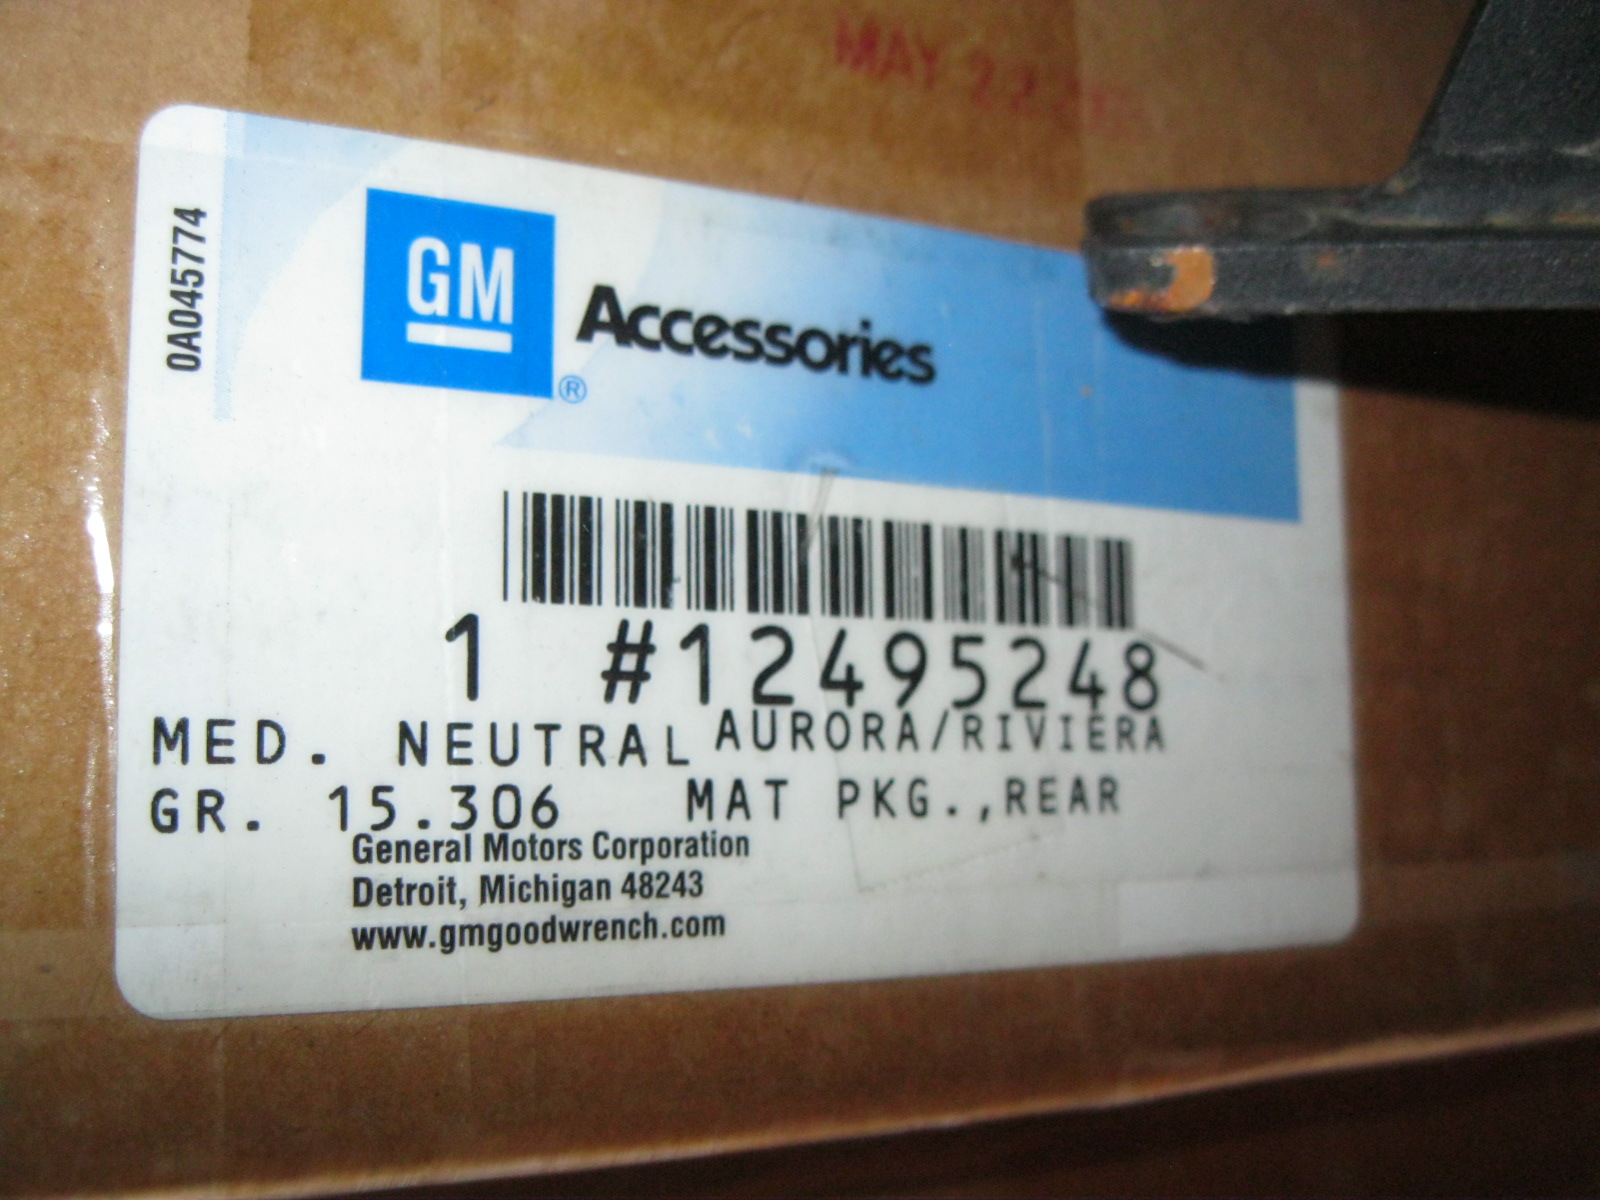 MAY 22
0A045774
GM
®
Accessories
1 #12495248
MED. NEUTRAL AURORA/RIVIERA
GR. 15.306 MAT PKG.,REAR
General Motors Corporation
Detroit, Michigan 48243
www.gmgoodwrench.com